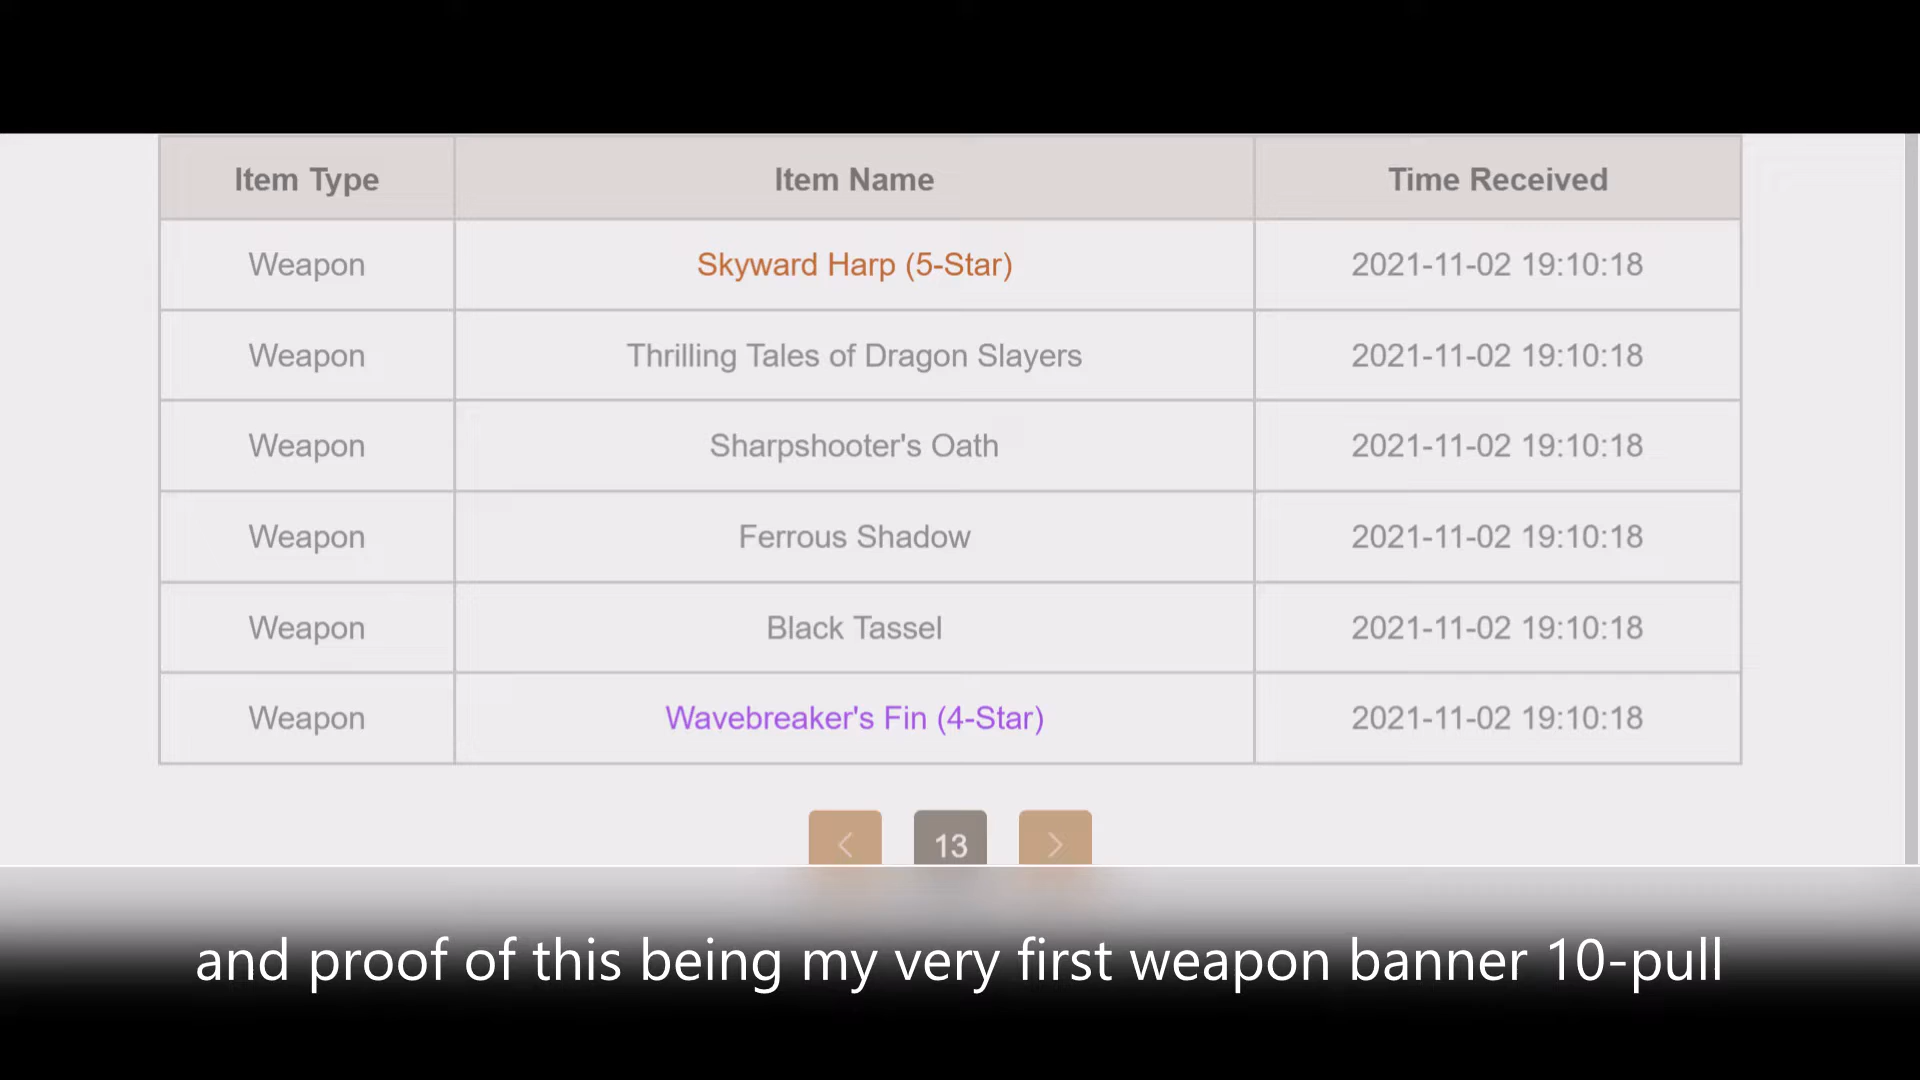 Item Type Item Name Time Received
Weapon Skyward Harp (5-Star) 2021-11-02 19:10:18
Weapon Thrilling Tales of Dragon Slayers 2021-11-02 19:10:18
Weapon Sharpshooter's Oath 2021-11-02 19:10:18
Weapon Ferrous Shadow 2021-11-02 19:10:18
Weapon Black Tassel 2021-11-02 19:10:18
Weapon Wavebreaker's Fin (4-Star) 2021-11-02 19:10:18
13
and proof of this being my very first weapon banner 10-pull